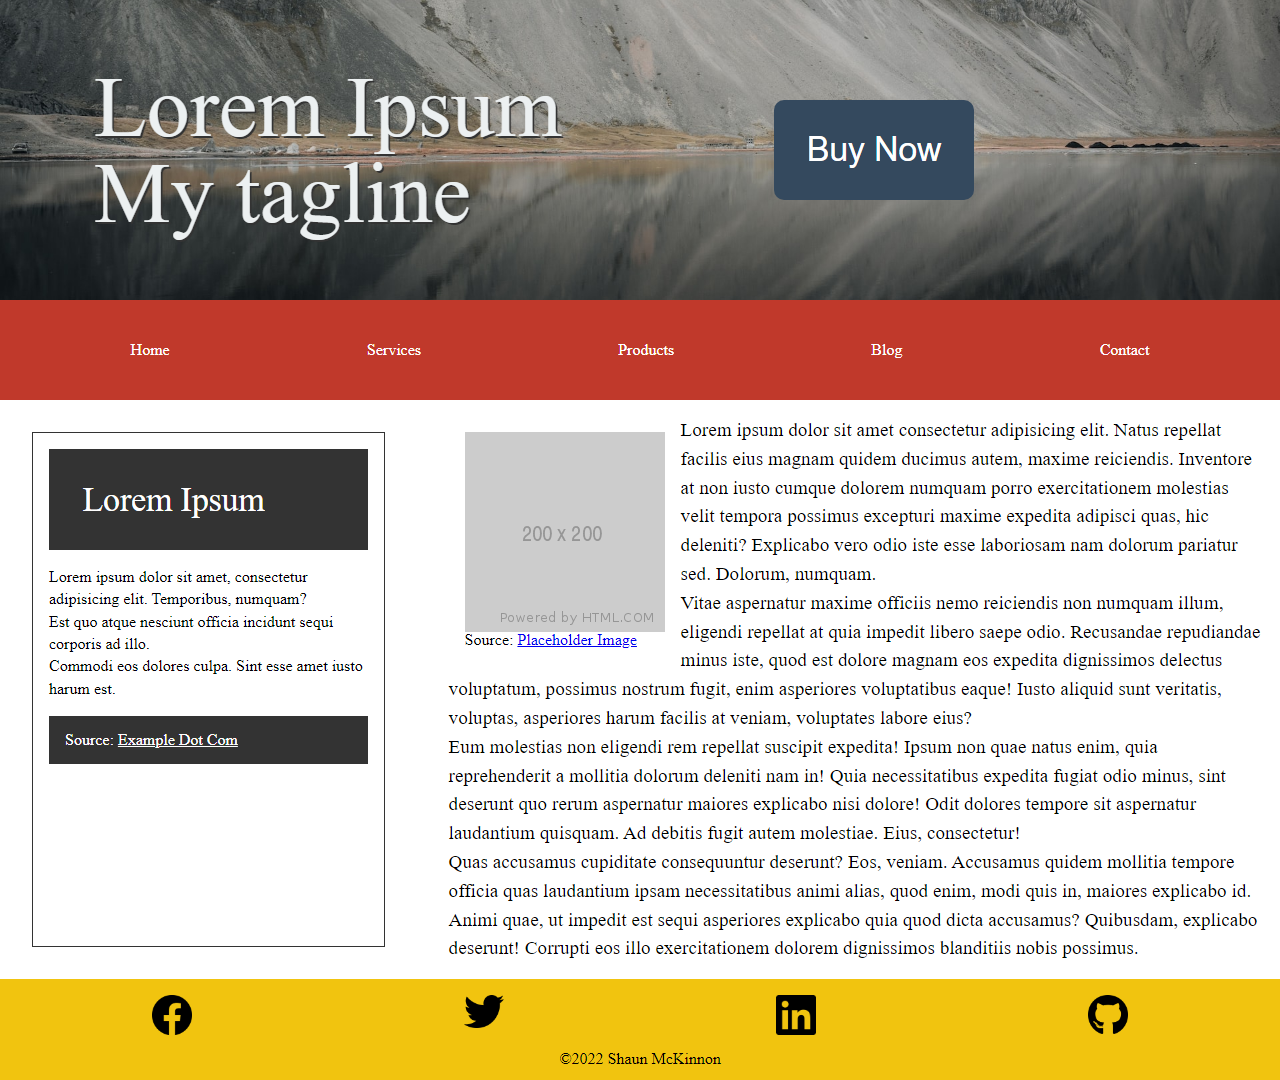 Lorem Ipsum
My tagline
Buy Now
Home
Services
Products
Blog
Contact
Lorem Ipsum
Lorem ipsum dolor sit amet, consectetur
adipisicing elit. Temporibus, numquam?
Est quo atque nesciunt officia incidunt sequi
corporis ad illo.
Commodi eos dolores culpa. Sint esse amet iusto
harum est.
Source: Example Dot Com
200 x 200
Powered by HTML.COM
Source: Placeholder Image
Lorem ipsum dolor sit amet consectetur adipisicing elit. Natus repellat
facilis eius magnam quidem ducimus autem, maxime reiciendis. Inventore
at non iusto cumque dolorem numquam porro exercitationem molestias
velit tempora possimus excepturi maxime expedita adipisci quas, hic
deleniti? Explicabo vero odio iste esse laboriosam nam dolorum pariatur
sed. Dolorum, numquam.
Vitae aspernatur maxime officiis nemo reiciendis non numquam illum,
eligendi repellat at quia impedit libero saepe odio. Recusandae repudiandae
minus iste, quod est dolore magnam eos expedita dignissimos delectus
voluptatum, possimus nostrum fugit, enim asperiores voluptatibus eaque! Iusto aliquid sunt veritatis,
voluptas, asperiores harum facilis at veniam, voluptates labore eius?
Eum molestias non eligendi rem repellat suscipit expedita! Ipsum non quae natus enim, quia
reprehenderit a mollitia dolorum deleniti nam in! Quia necessitatibus expedita fugiat odio minus, sint
deserunt quo rerum aspernatur maiores explicabo nisi dolore! Odit dolores tempore sit aspernatur
laudantium quisquam. Ad debitis fugit autem molestiae. Eius, consectetur!
Quas accusamus cupiditate consequuntur deserunt? Eos, veniam. Accusamus quidem mollitia tempore
officia quas laudantium ipsam necessitatibus animi alias, quod enim, modi quis in, maiores explicabo id.
Animi quae, ut impedit est sequi asperiores explicabo quia quod dicta accusamus? Quibusdam, explicabo
deserunt! Corrupti eos illo exercitationem dolorem dignissimos blanditiis nobis possimus.
©2022 Shaun McKinnon